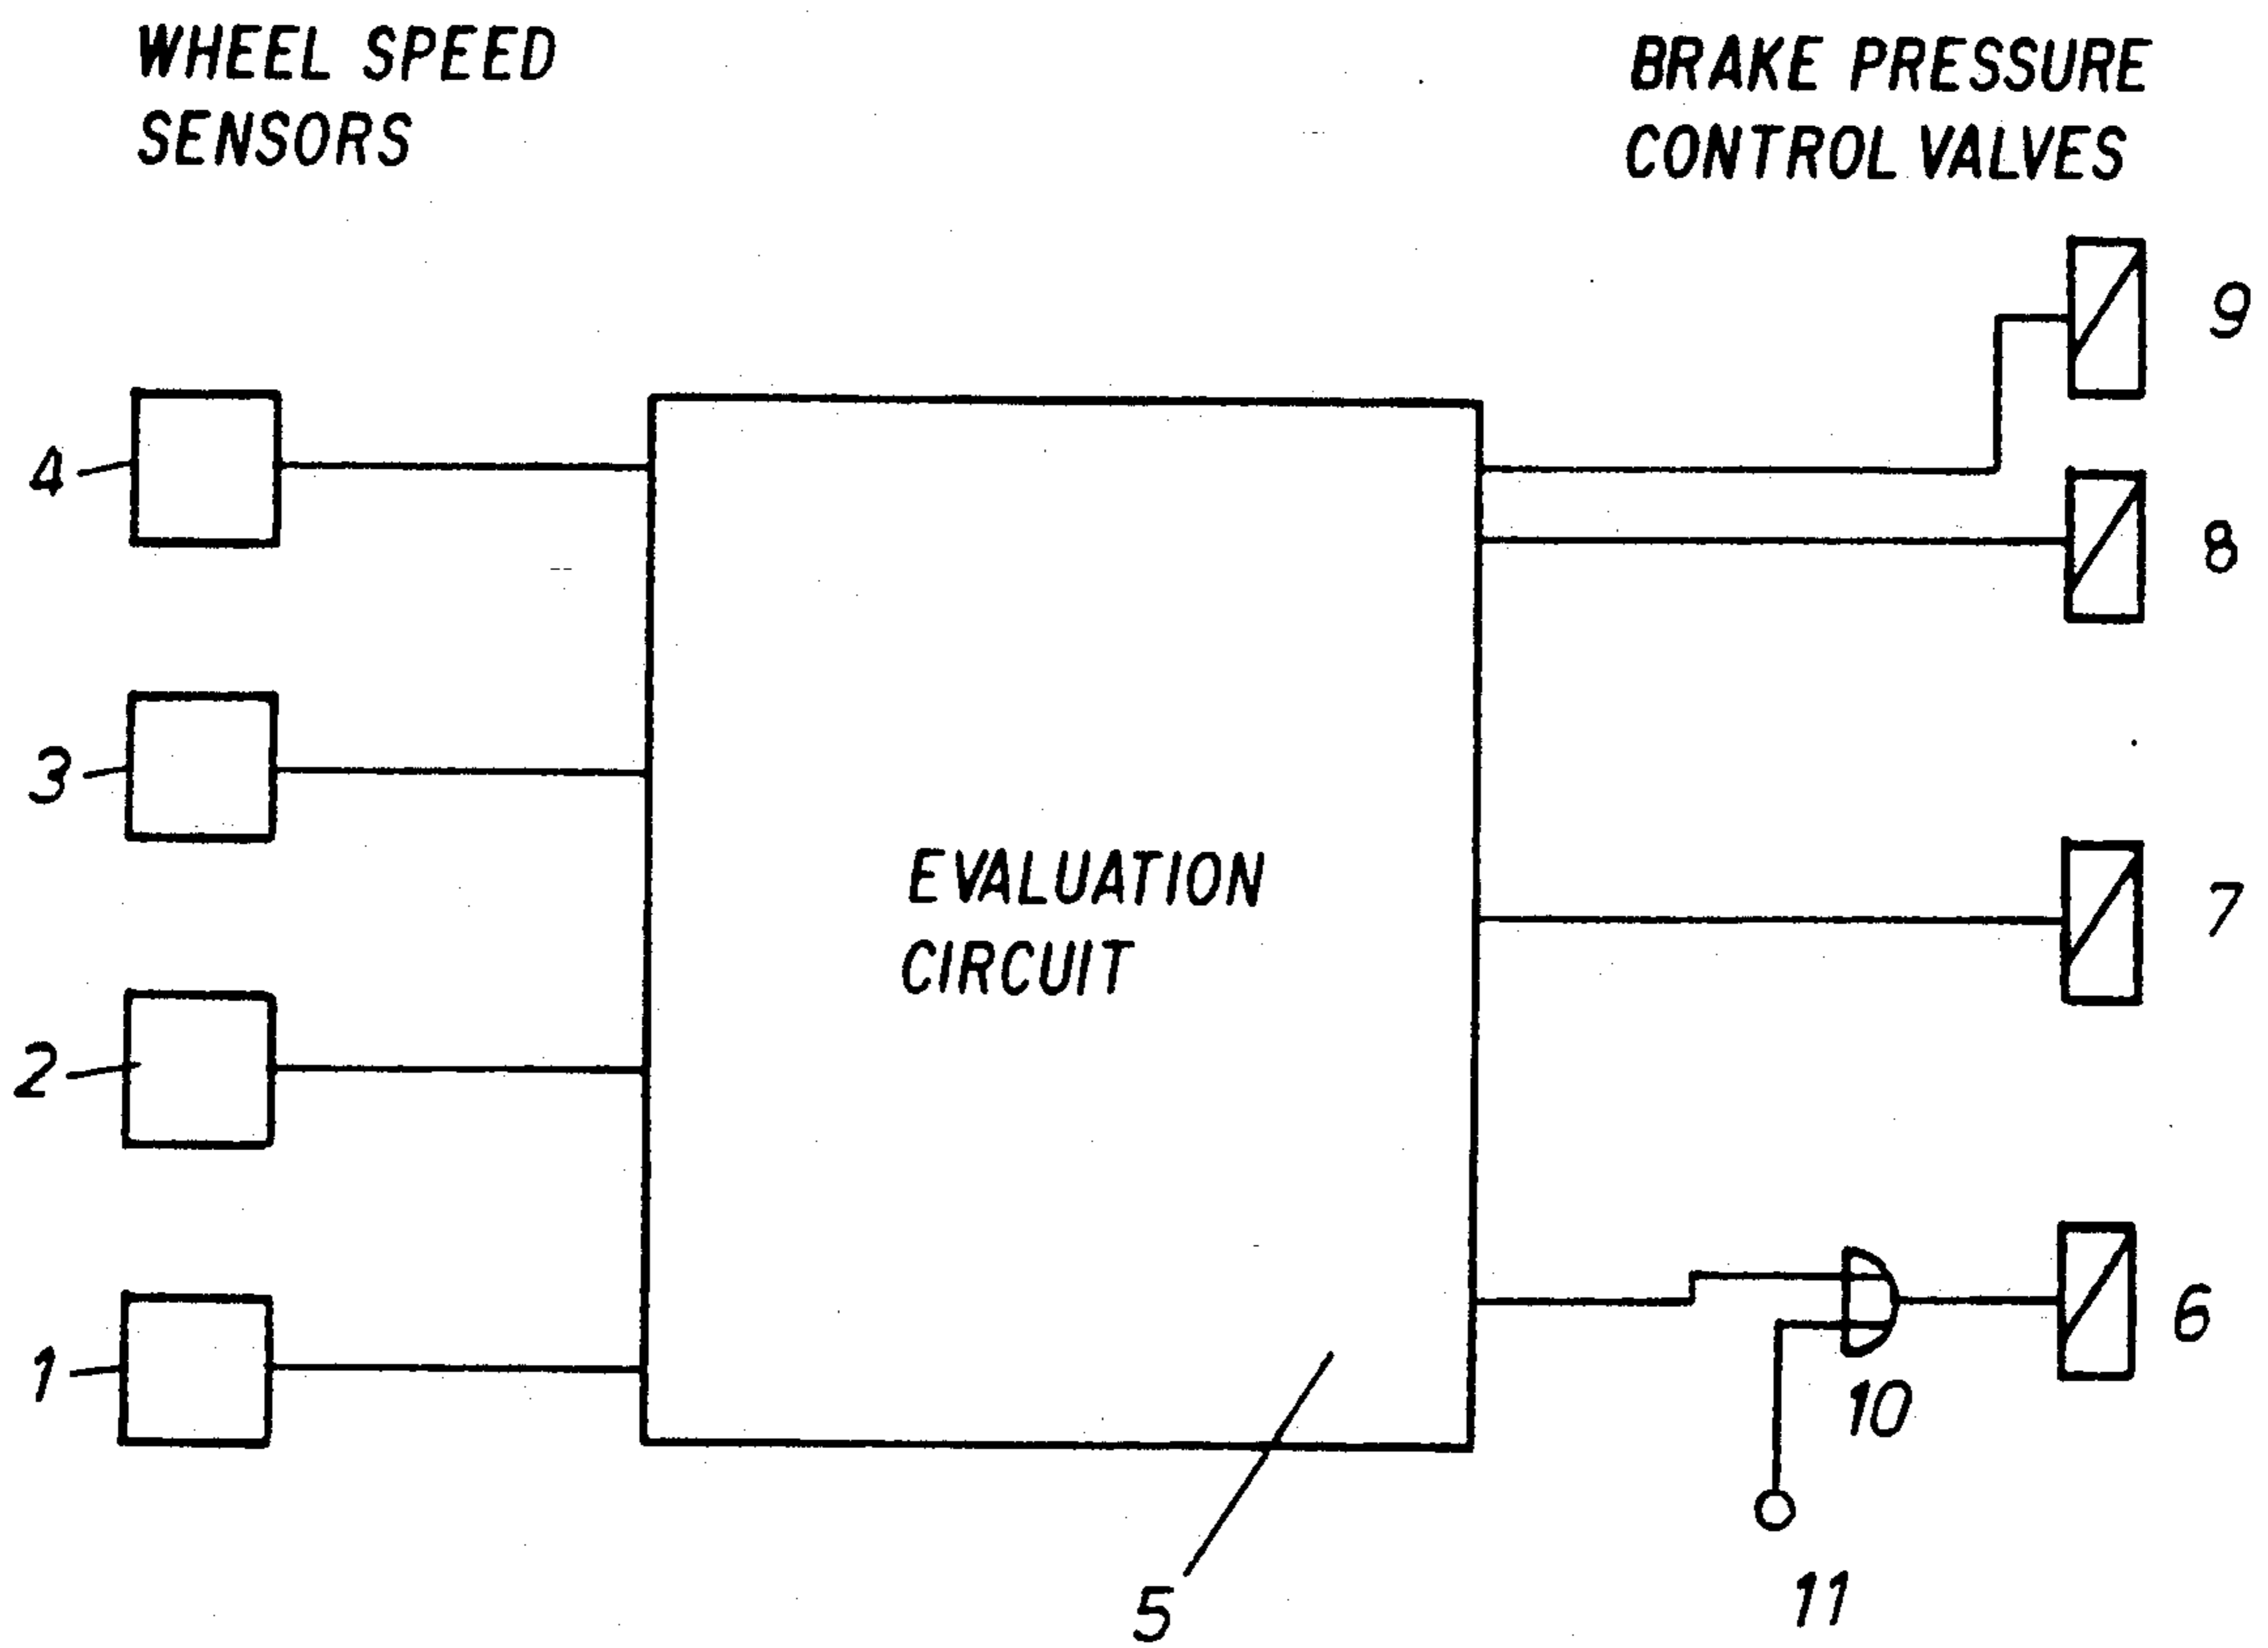 WHEEL SPEED
SENSORS
BRAKE PRESSURE
CONTROL VALVES
9
4
8
3
EVALUATION
CIRCUIT
7
2
6
1
10
5
11